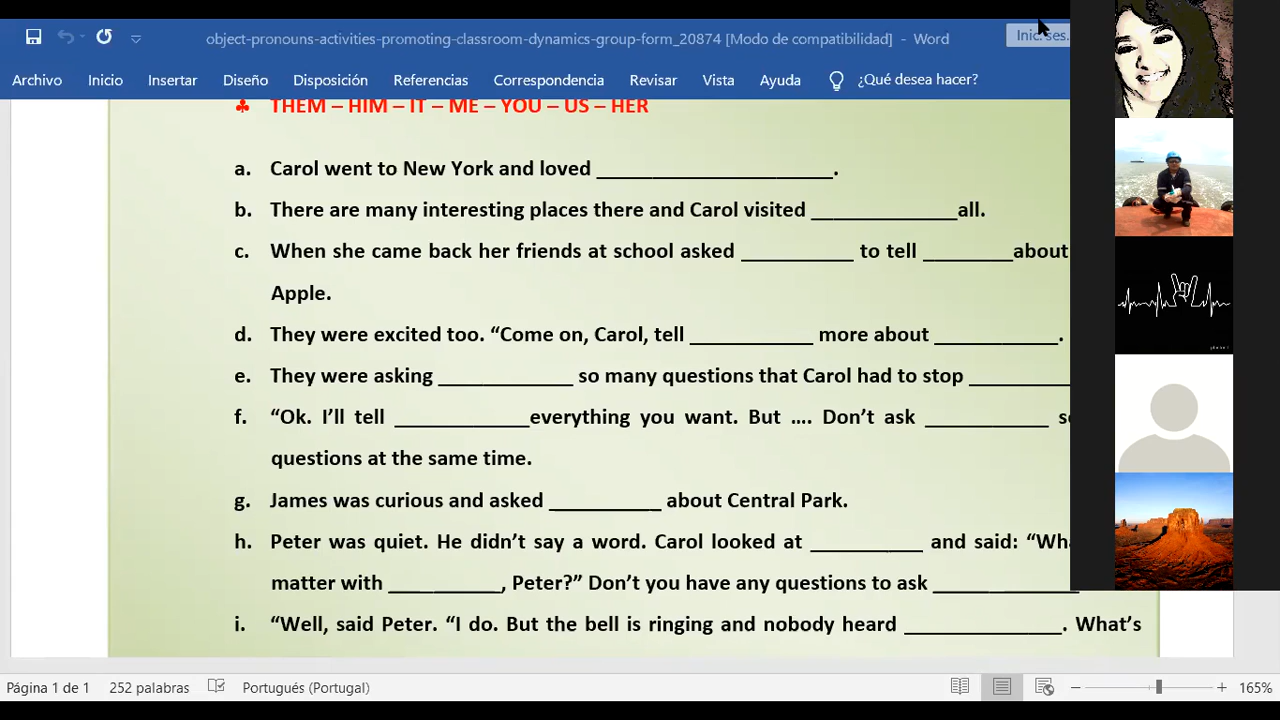 object-pronouns-activities-promoting-classroom-dynamics-group-form_20874 [Modo de compatibilidad] - Word
Archivo Inicio Insertar Diseño Disposición Referencias Correspondencia Revisar Vista Ayuda ¿Qué desea hacer?
♣ THEM – HIM – IT – ME – YOU – US – HER
a. Carol went to New York and loved ____________________.
b. There are many interesting places there and Carol visited _____________all.
c. When she came back her friends at school asked __________ to tell ________about
Apple.
d. They were excited too. “Come on, Carol, tell ___________ more about ___________.
e. They were asking ____________ so many questions that Carol had to stop _________
f. “Ok. I’ll tell ____________everything you want. But …. Don’t ask ___________
questions at the same time.
g. James was curious and asked __________ about Central Park.
h. Peter was quiet. He didn’t say a word. Carol looked at __________ and said:
matter with __________, Peter?” Don’t you have any questions to ask _____________
i. “Well, said Peter. “I do. But the bell is ringing and nobody heard ______________. What’s
Página 1 de 1 252 palabras Portugués (Portugal) 165%